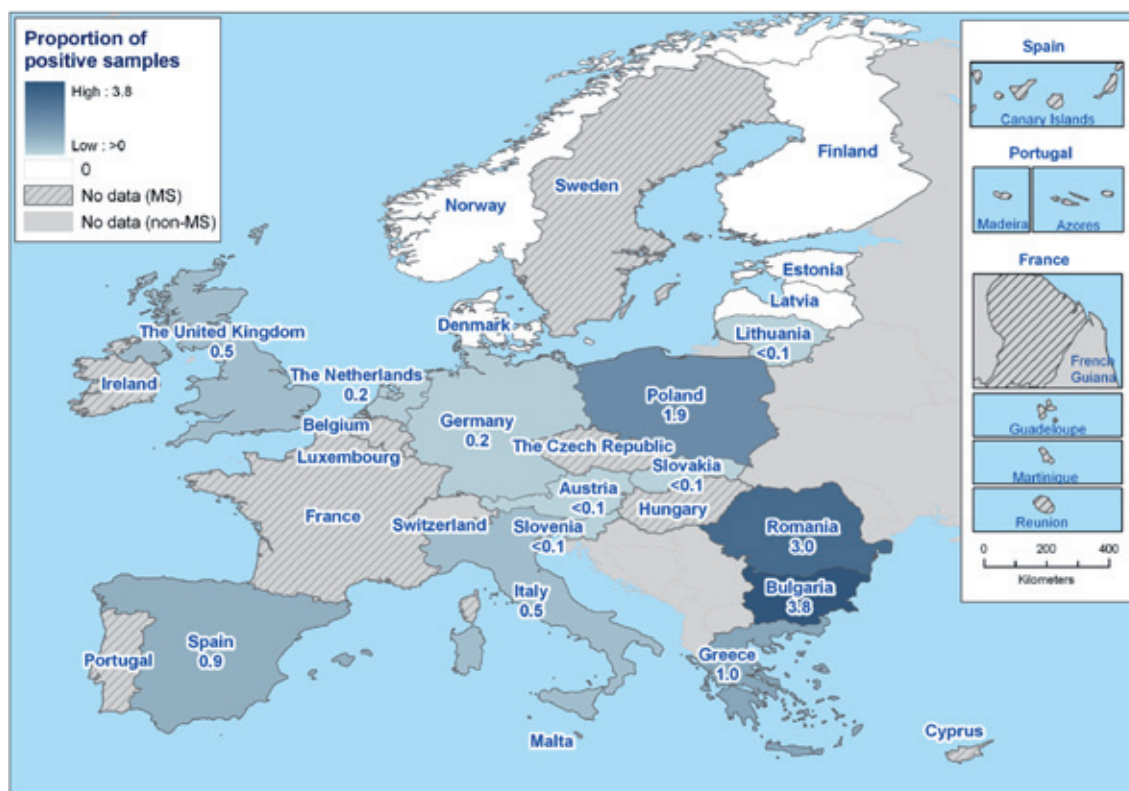 Proportion of
positive samples
High : 3.8
Low : >0
0
No data (MS)
No data (non-MS)
Finland
Sweden
Norway
Estonia
Latvia
Denmark
Lithuania
<0.1
The United Kingdom
0.5
Ireland
The Netherlands
0.2
Belgium
Luxembourg
Germany
0.2
Poland
1.9
The Czech Republic
Slovakia
<0.1
Austria
<0.1
Hungary
France
Switzerland
Slovenia
<0.1
Romania
3.0
Bulgaria
3.8
Italy
0.5
Spain
0.9
Portugal
Greece
1.0
Malta
Cyprus
Spain
Canary Islands
Portugal
Madeira
Azores
France
French
Guiana
Guadeloupe
Martinique
Reunion
0 200 400
Kilometers